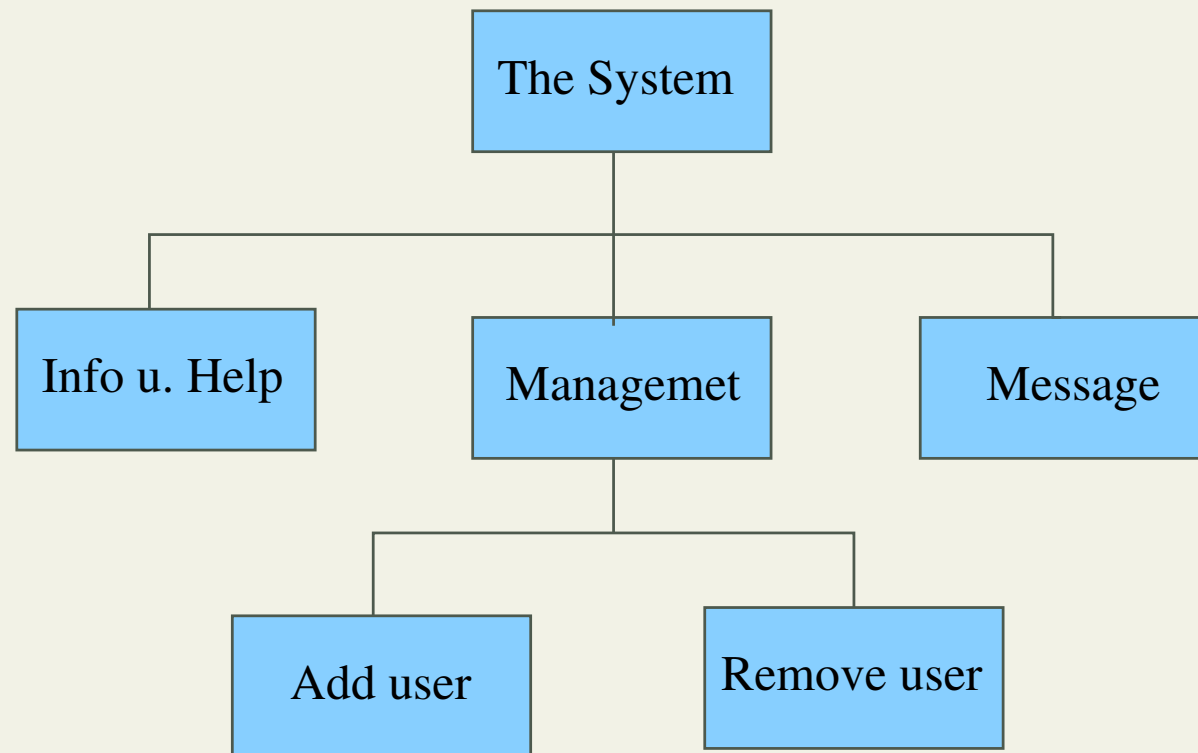 The System
Info u. Help
Managemet
Message
Add user
Remove user